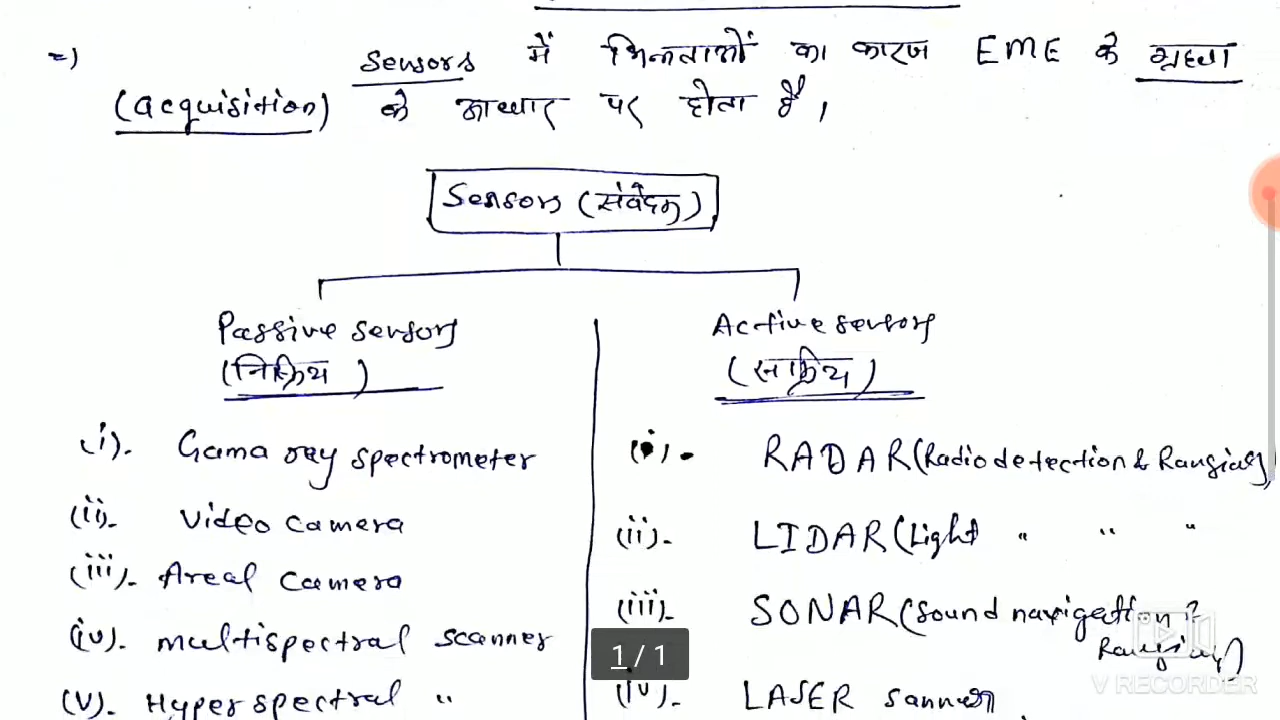 =) Sensors में भिन्नताओं का कारण EME के ग्रहण
(acquisition) के आधार पर होता है।
Sensors (संवेदन)
Passive sensors
(निष्क्रिय)
(i). Gama ray spectrometer
(ii)- Video camera
(iii)- Areal camera
(iv)- multispectral scanner
(v)- Hyperspectral "
Active sensors
(सक्रिय)
(i). RADAR (Radio detection & Ranging)
(ii)- LIDAR (Light " " "
(iii)- SONAR (Sound navigation &
Ranging)
(iv)- LASER sanner
1 / 1
V RECORDER